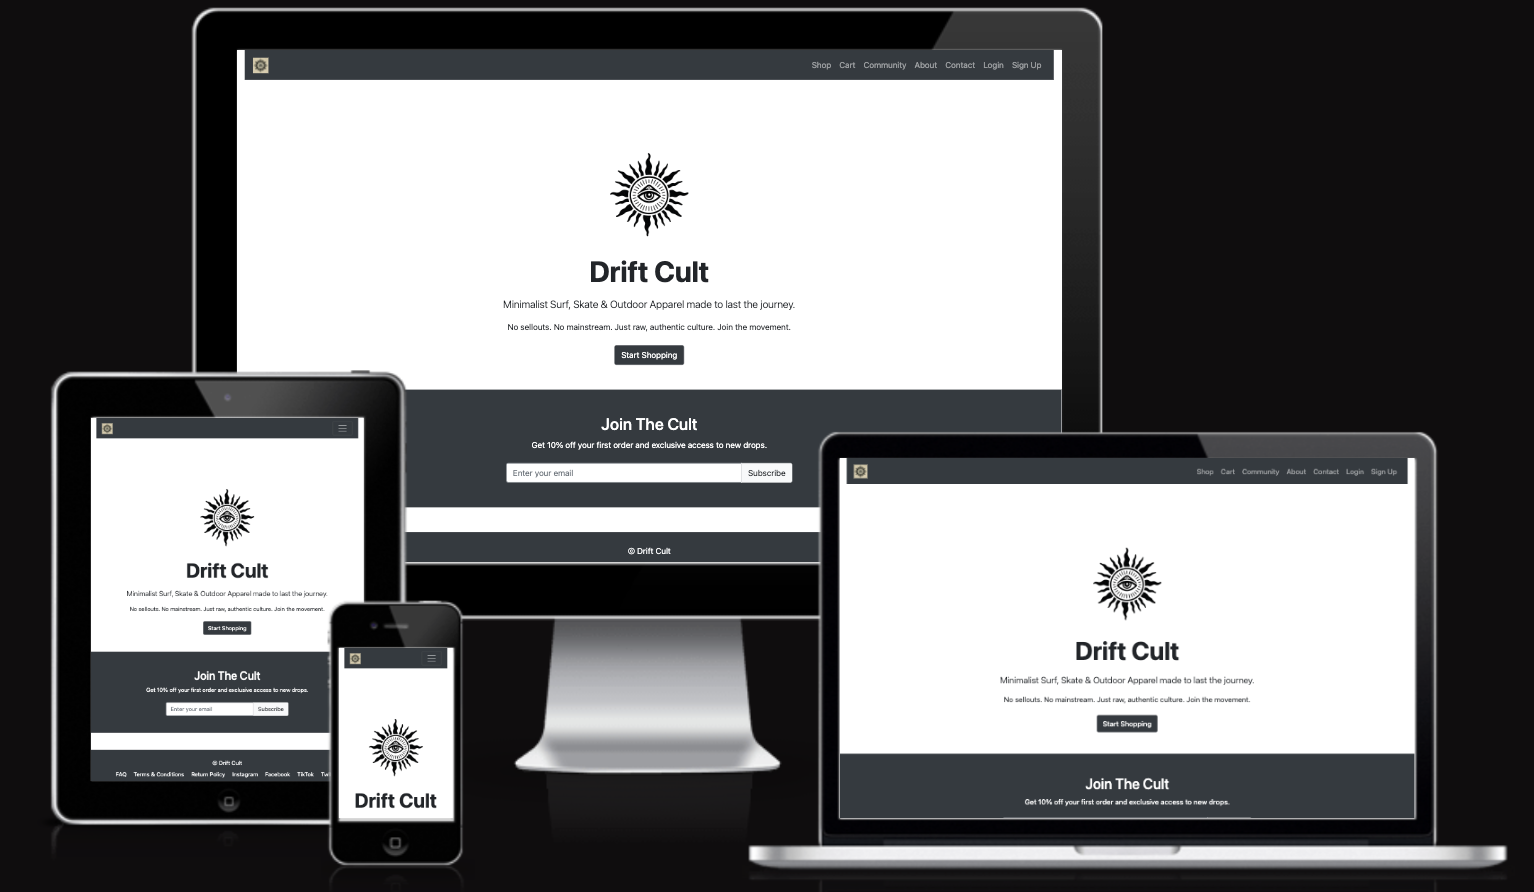 Shop Cart Community About Contact Login Sign Up
Drift Cult
Minimalist Surf, Skate & Outdoor Apparel made to last the journey.
No sellouts. No mainstream. Just raw, authentic culture. Join the movement.
Start Shopping
Join The Cult
Get 10% off your first order and exclusive access to new drops.
Enter your email Subscribe
© Drift Cult
Drift Cult
Minimalist Surf, Skate & Outdoor Apparel made to last the journey.
No sellouts. No mainstream. Just raw, authentic culture. Join the movement.
Start Shopping
Join The Cult
Get 10% off your first order and exclusive access to new drops.
Enter your email Subscribe
© Drift Cult
FAQ Terms & Conditions Return Policy Instagram Facebook TikTok
Drift Cult
Shop Cart Community About Contact Login Sign Up
Drift Cult
Minimalist Surf, Skate & Outdoor Apparel made to last the journey.
No sellouts. No mainstream. Just raw, authentic culture. Join the movement.
Start Shopping
Join The Cult
Get 10% off your first order and exclusive access to new drops.